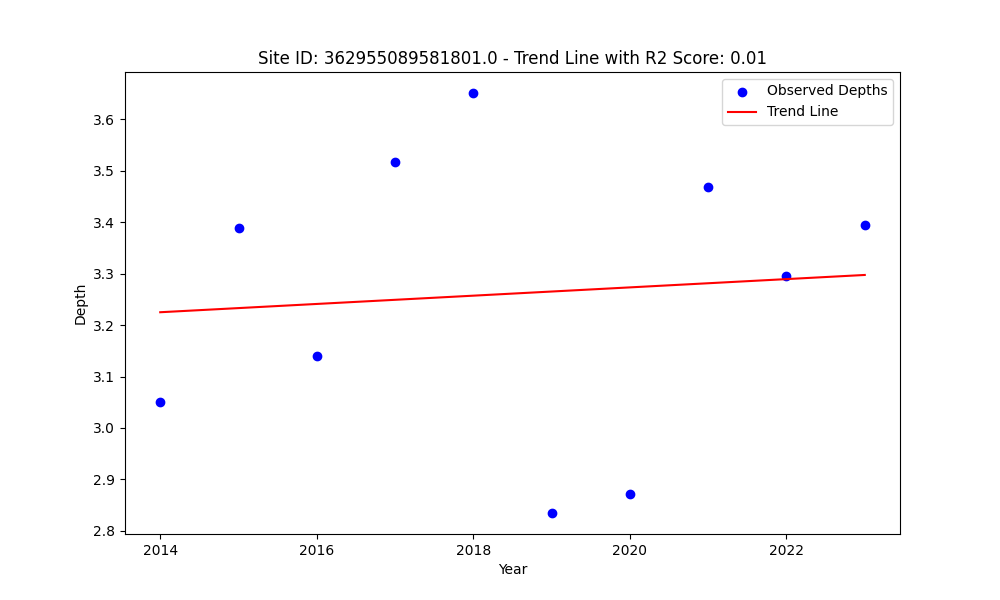 Site ID: 362955089581801.0 - Trend Line with R2 Score: 0.01
Observed Depths
Trend Line
3.6
3.5
3.4
3.3
3.2
3.1
3.0
2.9
2.8
Depth
2014
2016
2018
2020
2022
Year